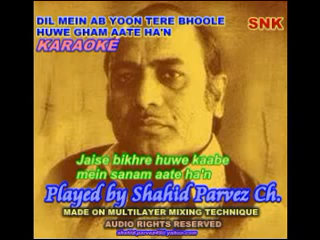 DIL MEIN AB YOON TERE BHOOLE
SNK
HUWE GHAM AATE HA'N
KARAOKE
Jaise bikhre huwe kaabe
mein sanam aate ha'n
Played by Shahid Parvez Ch.
MADE ON MULTILAYER MIXING TECHNIQUE
AUDIO RIGHTS RESERVED